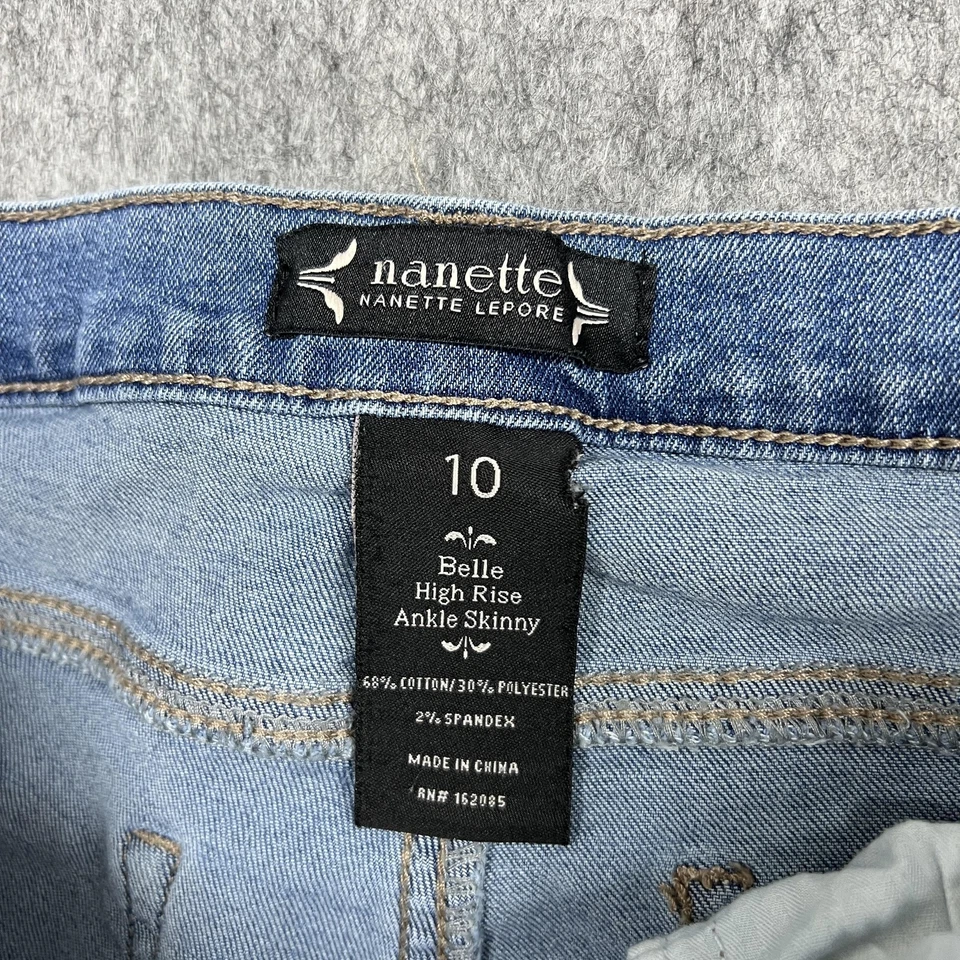 nanette
NANETTE LEPORE
10
Belle
High Rise
Ankle Skinny
68% COTTON/30% POLYESTER
2% SPANDEX
MADE IN CHINA
RN# 162085